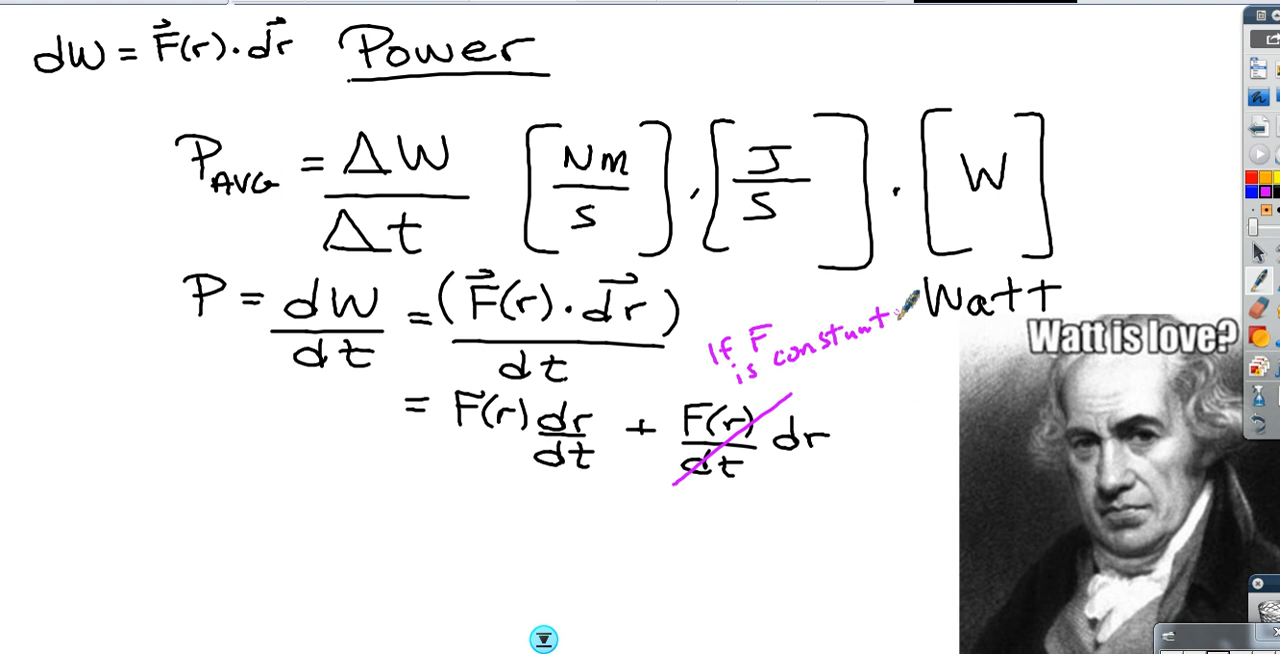 dW = F⃗(r)·dr⃗ Power
P_AVG = ΔW/Δt [Nm/s] · [J/s] · [W]
P = dW/dt = (F⃗(r)·dr⃗)/dt Watt
If F is constant
Watt is love?
= F(r) dr/dt + F(r)/dt dr